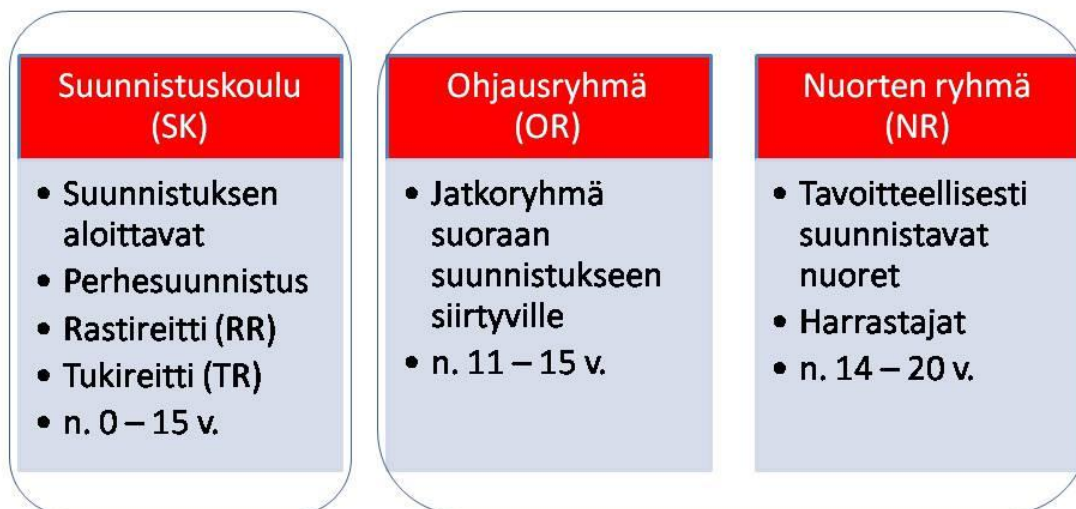 Suunnistuskoulu
(SK)
• Suunnistuksen
aloittavat
• Perhesuunnistus
• Rastireitti (RR)
• Tukireitti (TR)
• n. 0 – 15 v.
Ohjausryhmä
(OR)
• Jatkoryhmä
suoraan
suunnistukseen
siirtyville
• n. 11 – 15 v.
Nuorten ryhmä
(NR)
• Tavoitteellisesti
suunnistavat
nuoret
• Harrastajat
• n. 14 – 20 v.